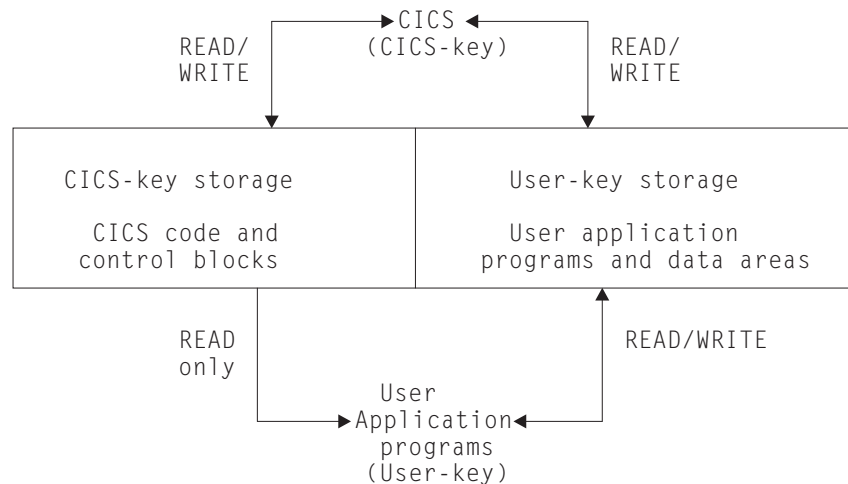 CICS
(CICS-key)
READ/
WRITE
READ/
WRITE
CICS-key storage
CICS code and
control blocks
User-key storage
User application
programs and data areas
READ
only
READ/WRITE
User
Application
programs
(User-key)